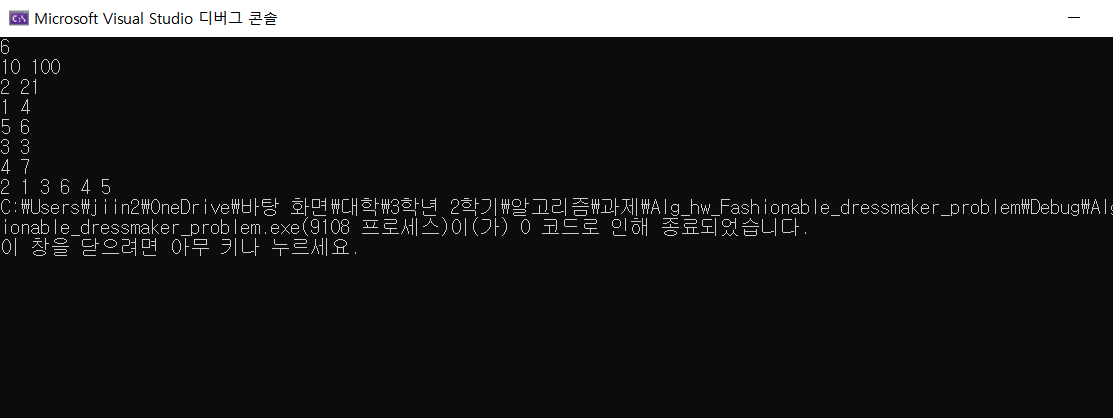 Microsoft Visual Studio 디버그 콘솔
6
10 100
2 21
1 4
5 6
3 3
4 7
2 1 3 6 4 5
C:\Users\jiin2\OneDrive\바탕 화면\대학\3학년 2학기\알고리즘\과제\Alg_hw_Fashionable_dressmaker_problem\Debug\Alg
ionable_dressmaker_problem.exe(9108 프로세스)이(가) 0 코드로 인해 종료되었습니다.
이 창을 닫으려면 아무 키나 누르세요.